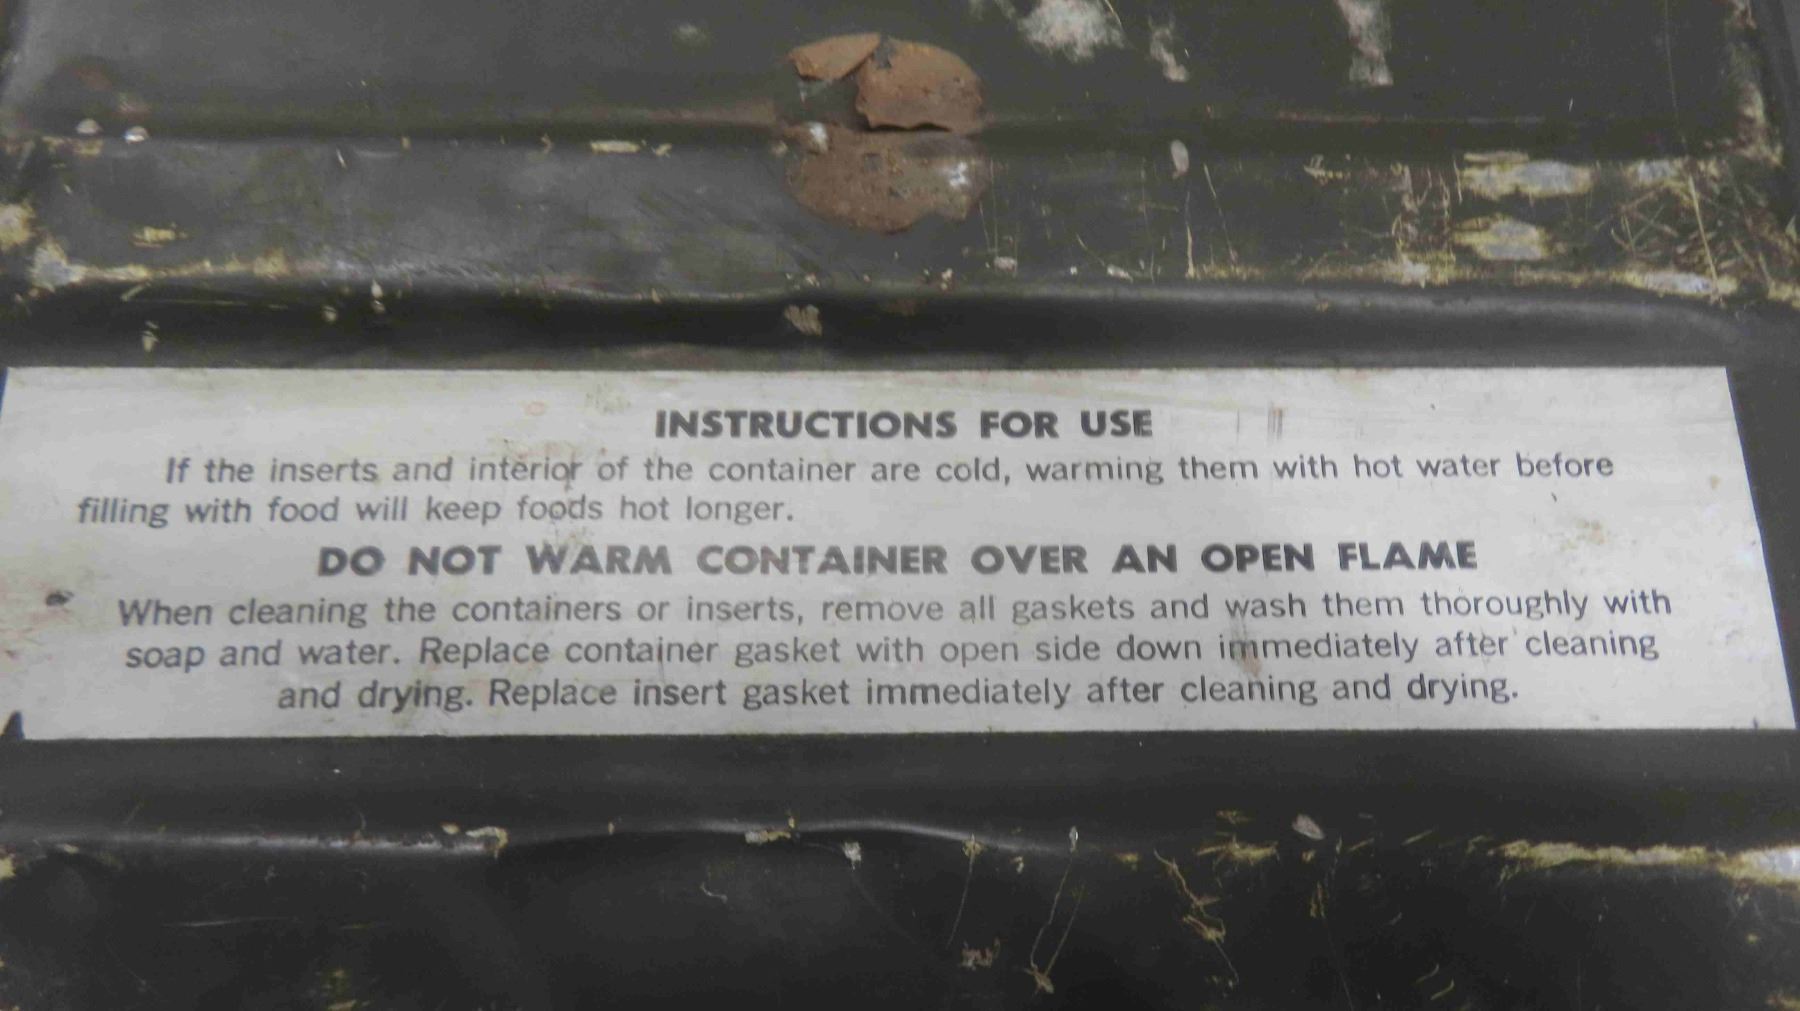 INSTRUCTIONS FOR USE
If the inserts and interior of the container are cold, warming them with hot water before
filling with food will keep foods hot longer.
DO NOT WARM CONTAINER OVER AN OPEN FLAME
When cleaning the containers or inserts, remove all gaskets and wash them thoroughly with
soap and water. Replace container gasket with open side down immediately after cleaning
and drying. Replace insert gasket immediately after cleaning and drying.